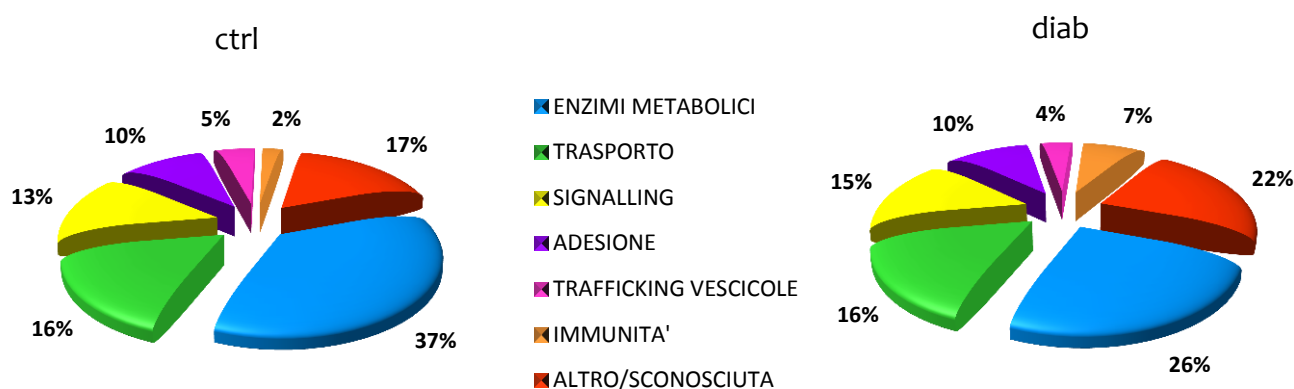 ctrl
5%
2%
10%
17%
13%
16%
37%
ENZIMI METABOLICI
TRASPORTO
SIGNALLING
ADESIONE
TRAFFICKING VESCICOLE
IMMUNITA'
ALTRO/SCONOSCIUTA
diab
4%
7%
10%
22%
15%
16%
26%